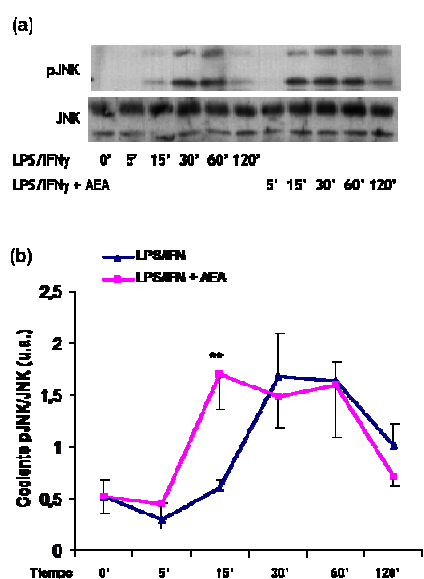 (a)
pJNK
JNK
LPS/IFNγ 0' 5' 15' 30' 60' 120'
LPS/IFNγ + AEA 5' 15' 30' 60' 120'
(b)
LPS/IFN
LPS/IFN + AEA
Cociente pJNK/JNK (u.a.)
2,5
2
**
1,5
1
0,5
0
Tiempo 0' 5' 15' 30' 60' 120'